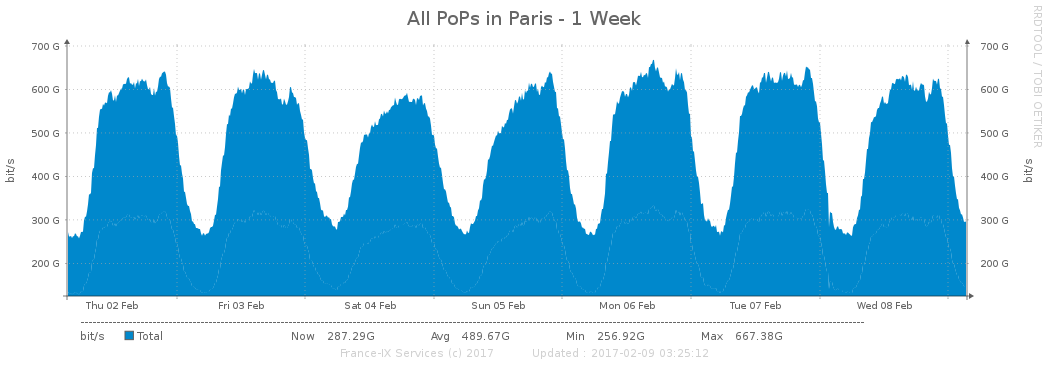 All PoPs in Paris - 1 Week
RRDTOOL / TOBI OETIKER
700 G 700 G
600 G 600 G
500 G 500 G
400 G 400 G
300 G 300 G
200 G 200 G
bit/s bit/s
Thu 02 Feb Fri 03 Feb Sat 04 Feb Sun 05 Feb Mon 06 Feb Tue 07 Feb Wed 08 Feb
bit/s Total Now 287.29G Avg 489.67G Min 256.92G Max 667.38G
France-IX Services (c) 2017 Updated : 2017-02-09 03:25:12